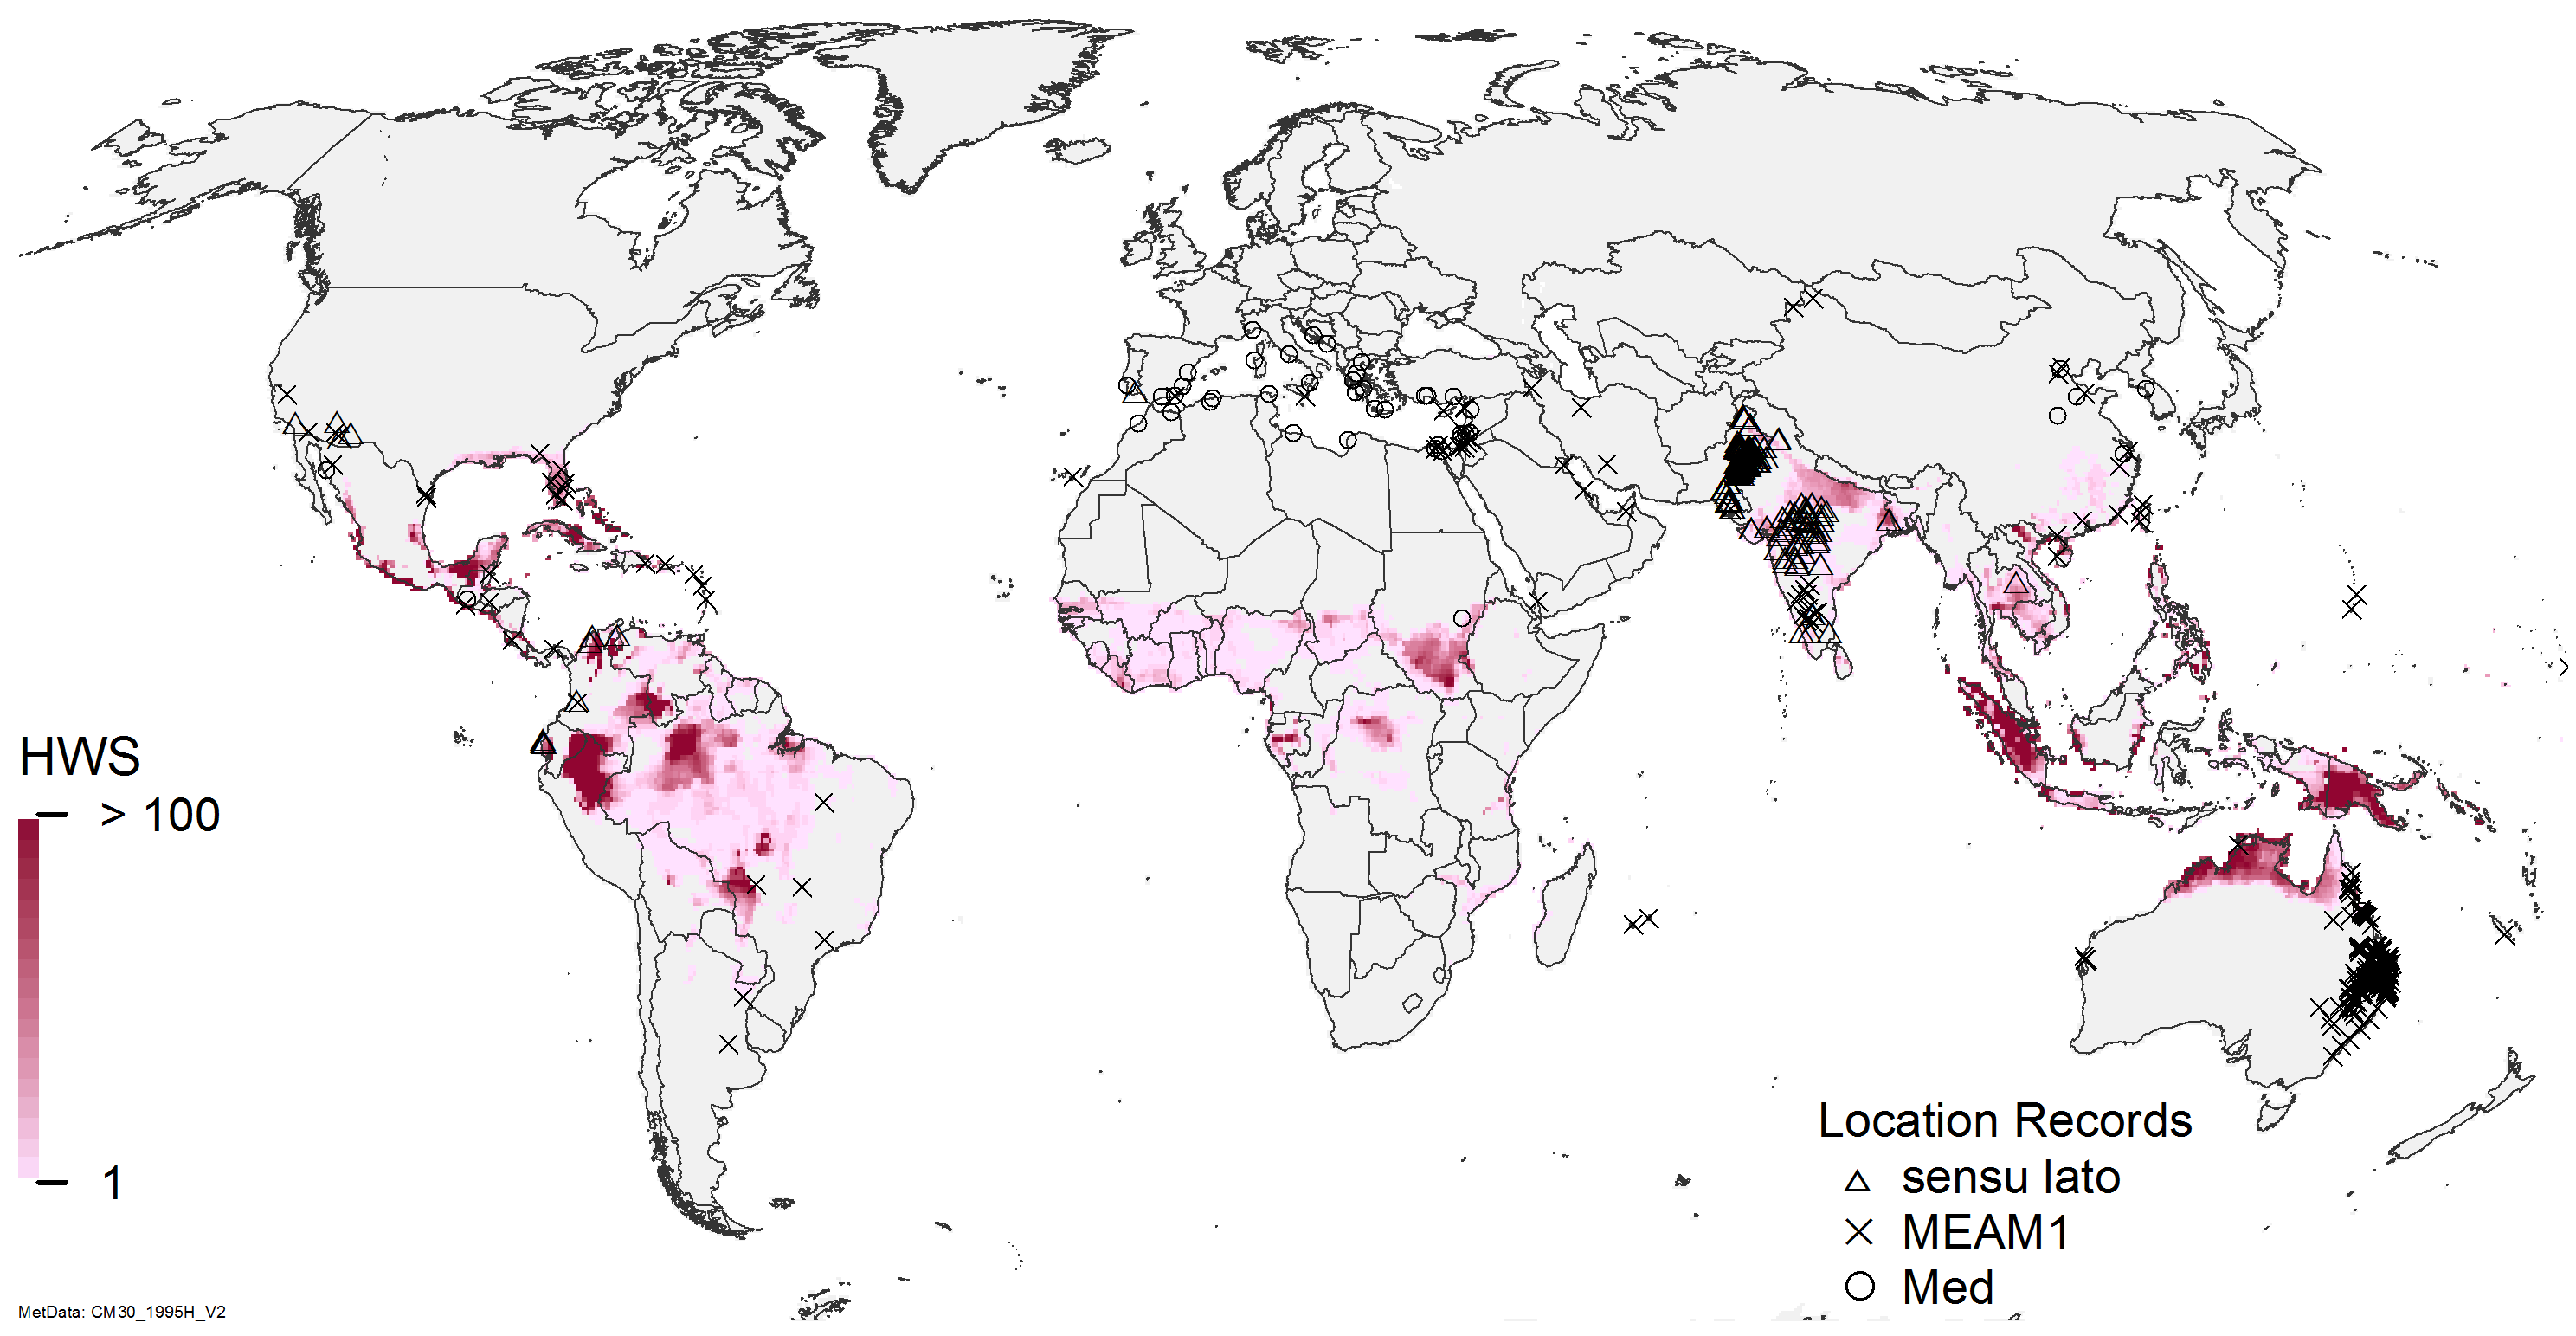 HWS
> 100
1
Location Records
sensu lato
MEAM1
Med
MetData: CM30_1995H_V2